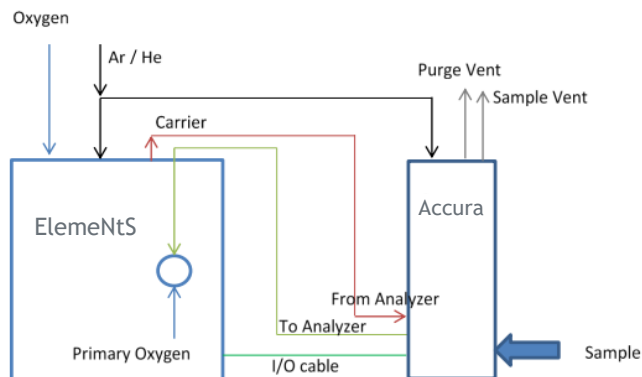 Oxygen
Ar / He
Purge Vent
Sample Vent
Carrier
ElemeNtS
Accura
From Analyzer
To Analyzer
Primary Oxygen
I/O cable
Sample